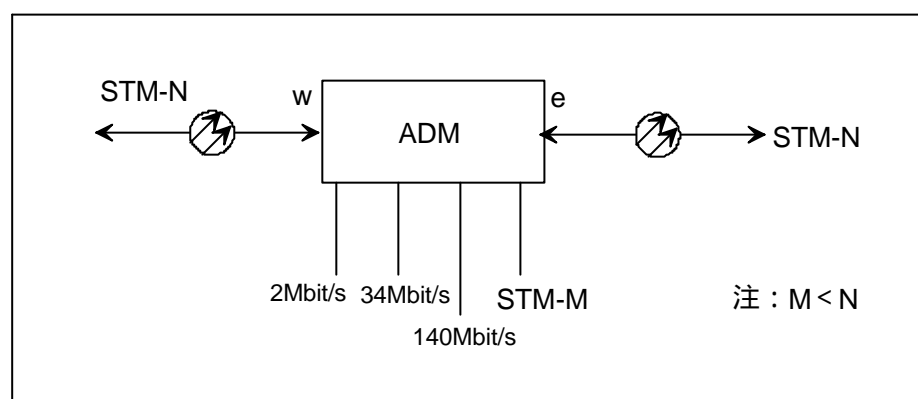 STM-N
w
ADM
e
STM-N
2Mbit/s
34Mbit/s
140Mbit/s
STM-M
注：M<N